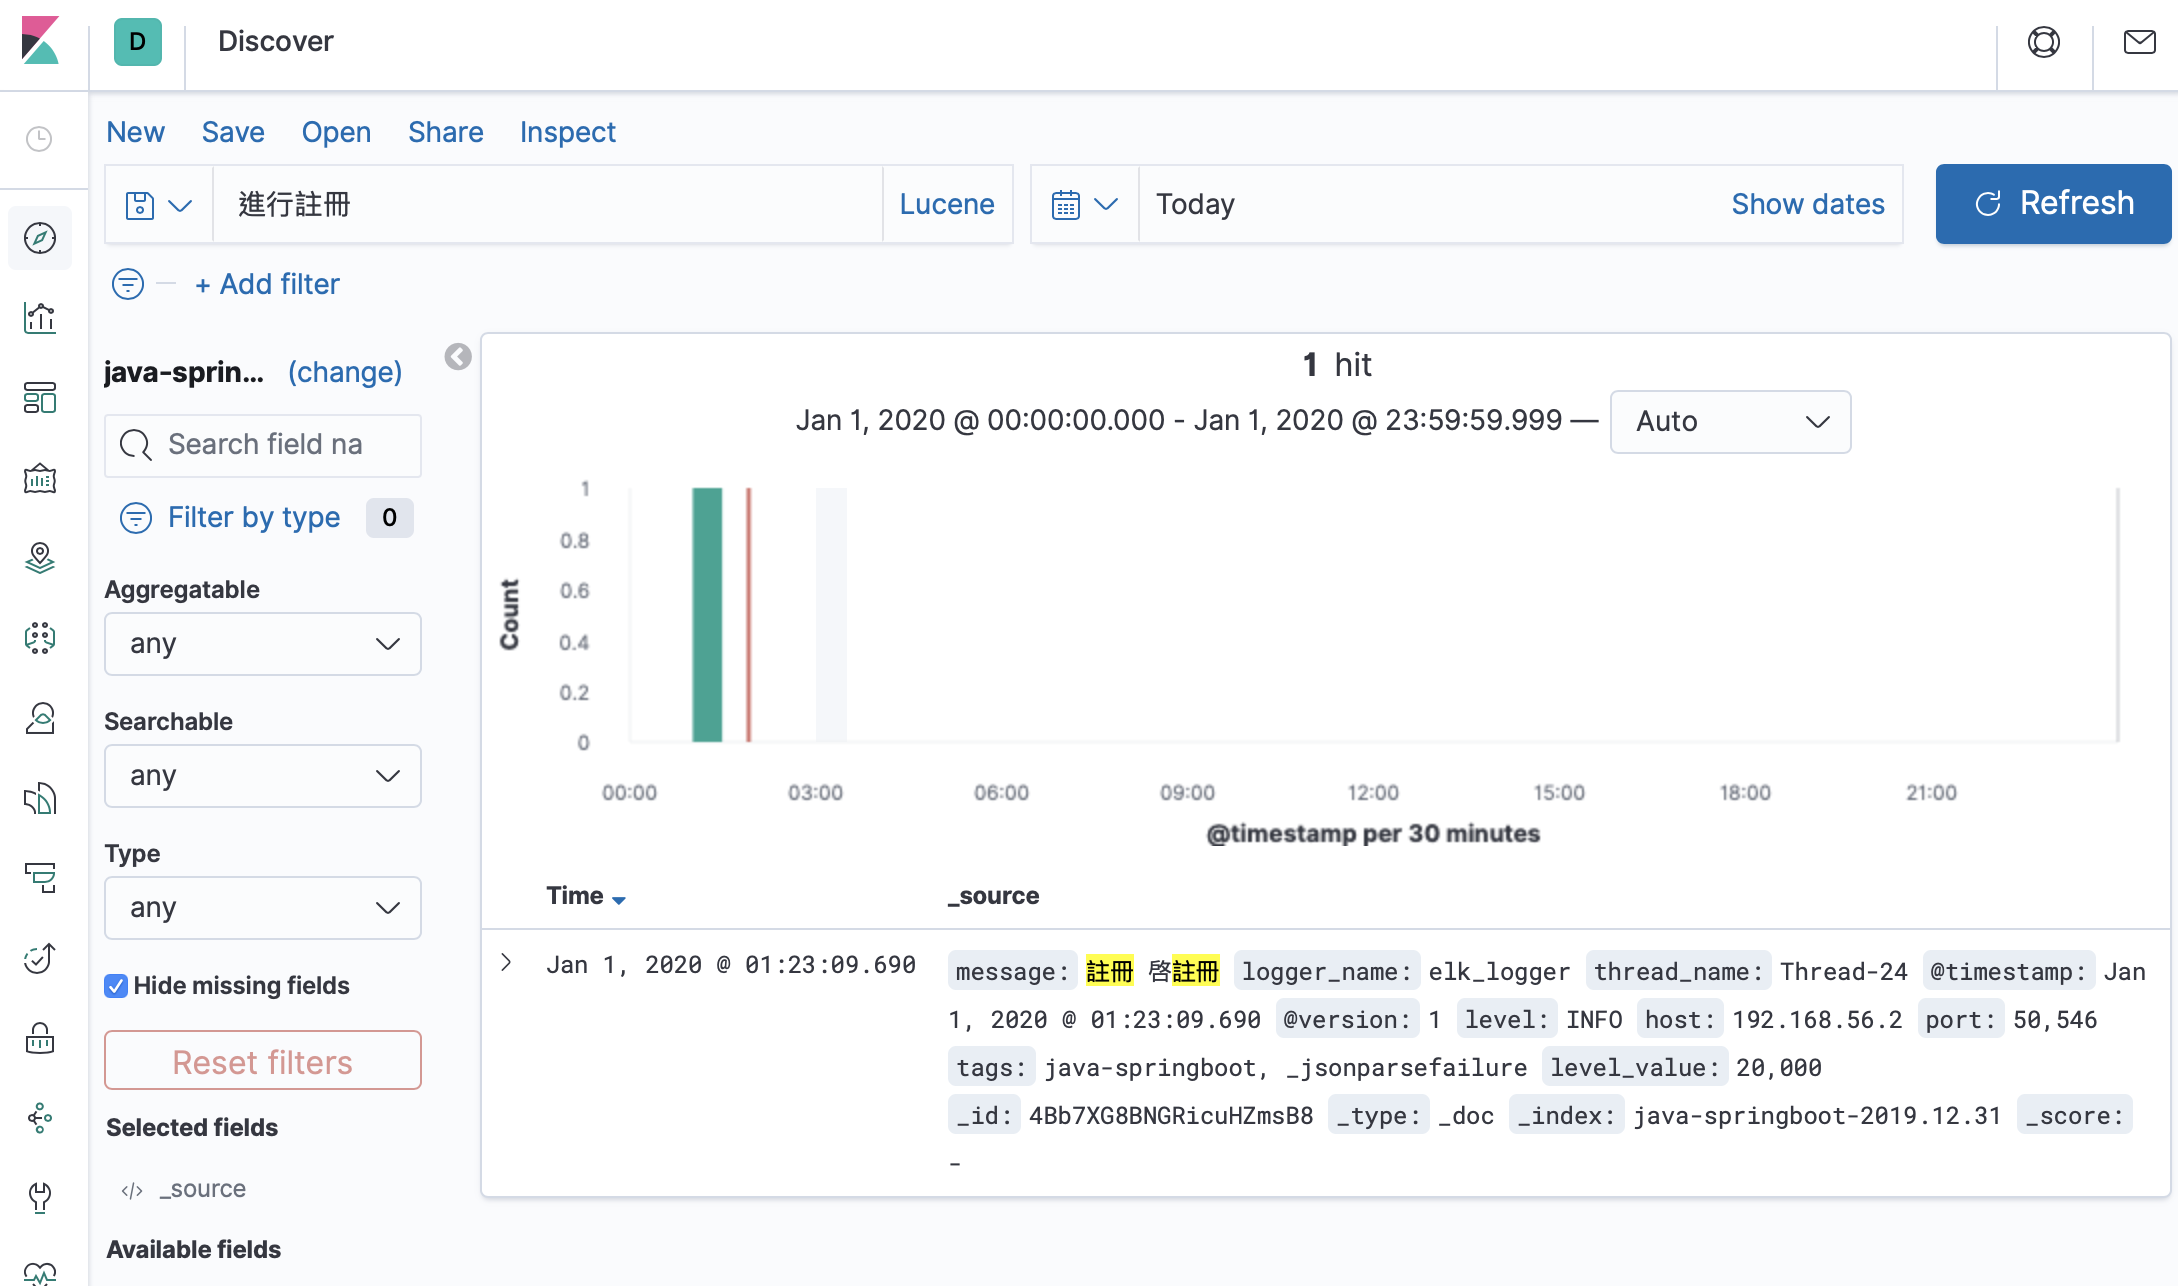 D Discover
New Save Open Share Inspect
進行註冊 Lucene Today Show dates Refresh
+ Add filter
java-sprin... (change)
Search field na
Filter by type 0
Aggregatable
any
Searchable
any
Type
any
Hide missing fields
Reset filters
Selected fields
_source
Available fields
1 hit
Jan 1, 2020 @ 00:00:00.000 - Jan 1, 2020 @ 23:59:59.999 — Auto
Count
1
0.8
0.6
0.4
0.2
0
00:00 03:00 06:00 09:00 12:00 15:00 18:00 21:00
@timestamp per 30 minutes
Time _source
Jan 1, 2020 @ 01:23:09.690 message: 註冊 啓註冊 logger_name: elk_logger thread_name: Thread-24 @timestamp: Jan
1, 2020 @ 01:23:09.690 @version: 1 level: INFO host: 192.168.56.2 port: 50,546
tags: java-springboot, _jsonparsefailure level_value: 20,000
_id: 4Bb7XG8BNGRicuHZmsB8 _type: _doc _index: java-springboot-2019.12.31 _score:
-